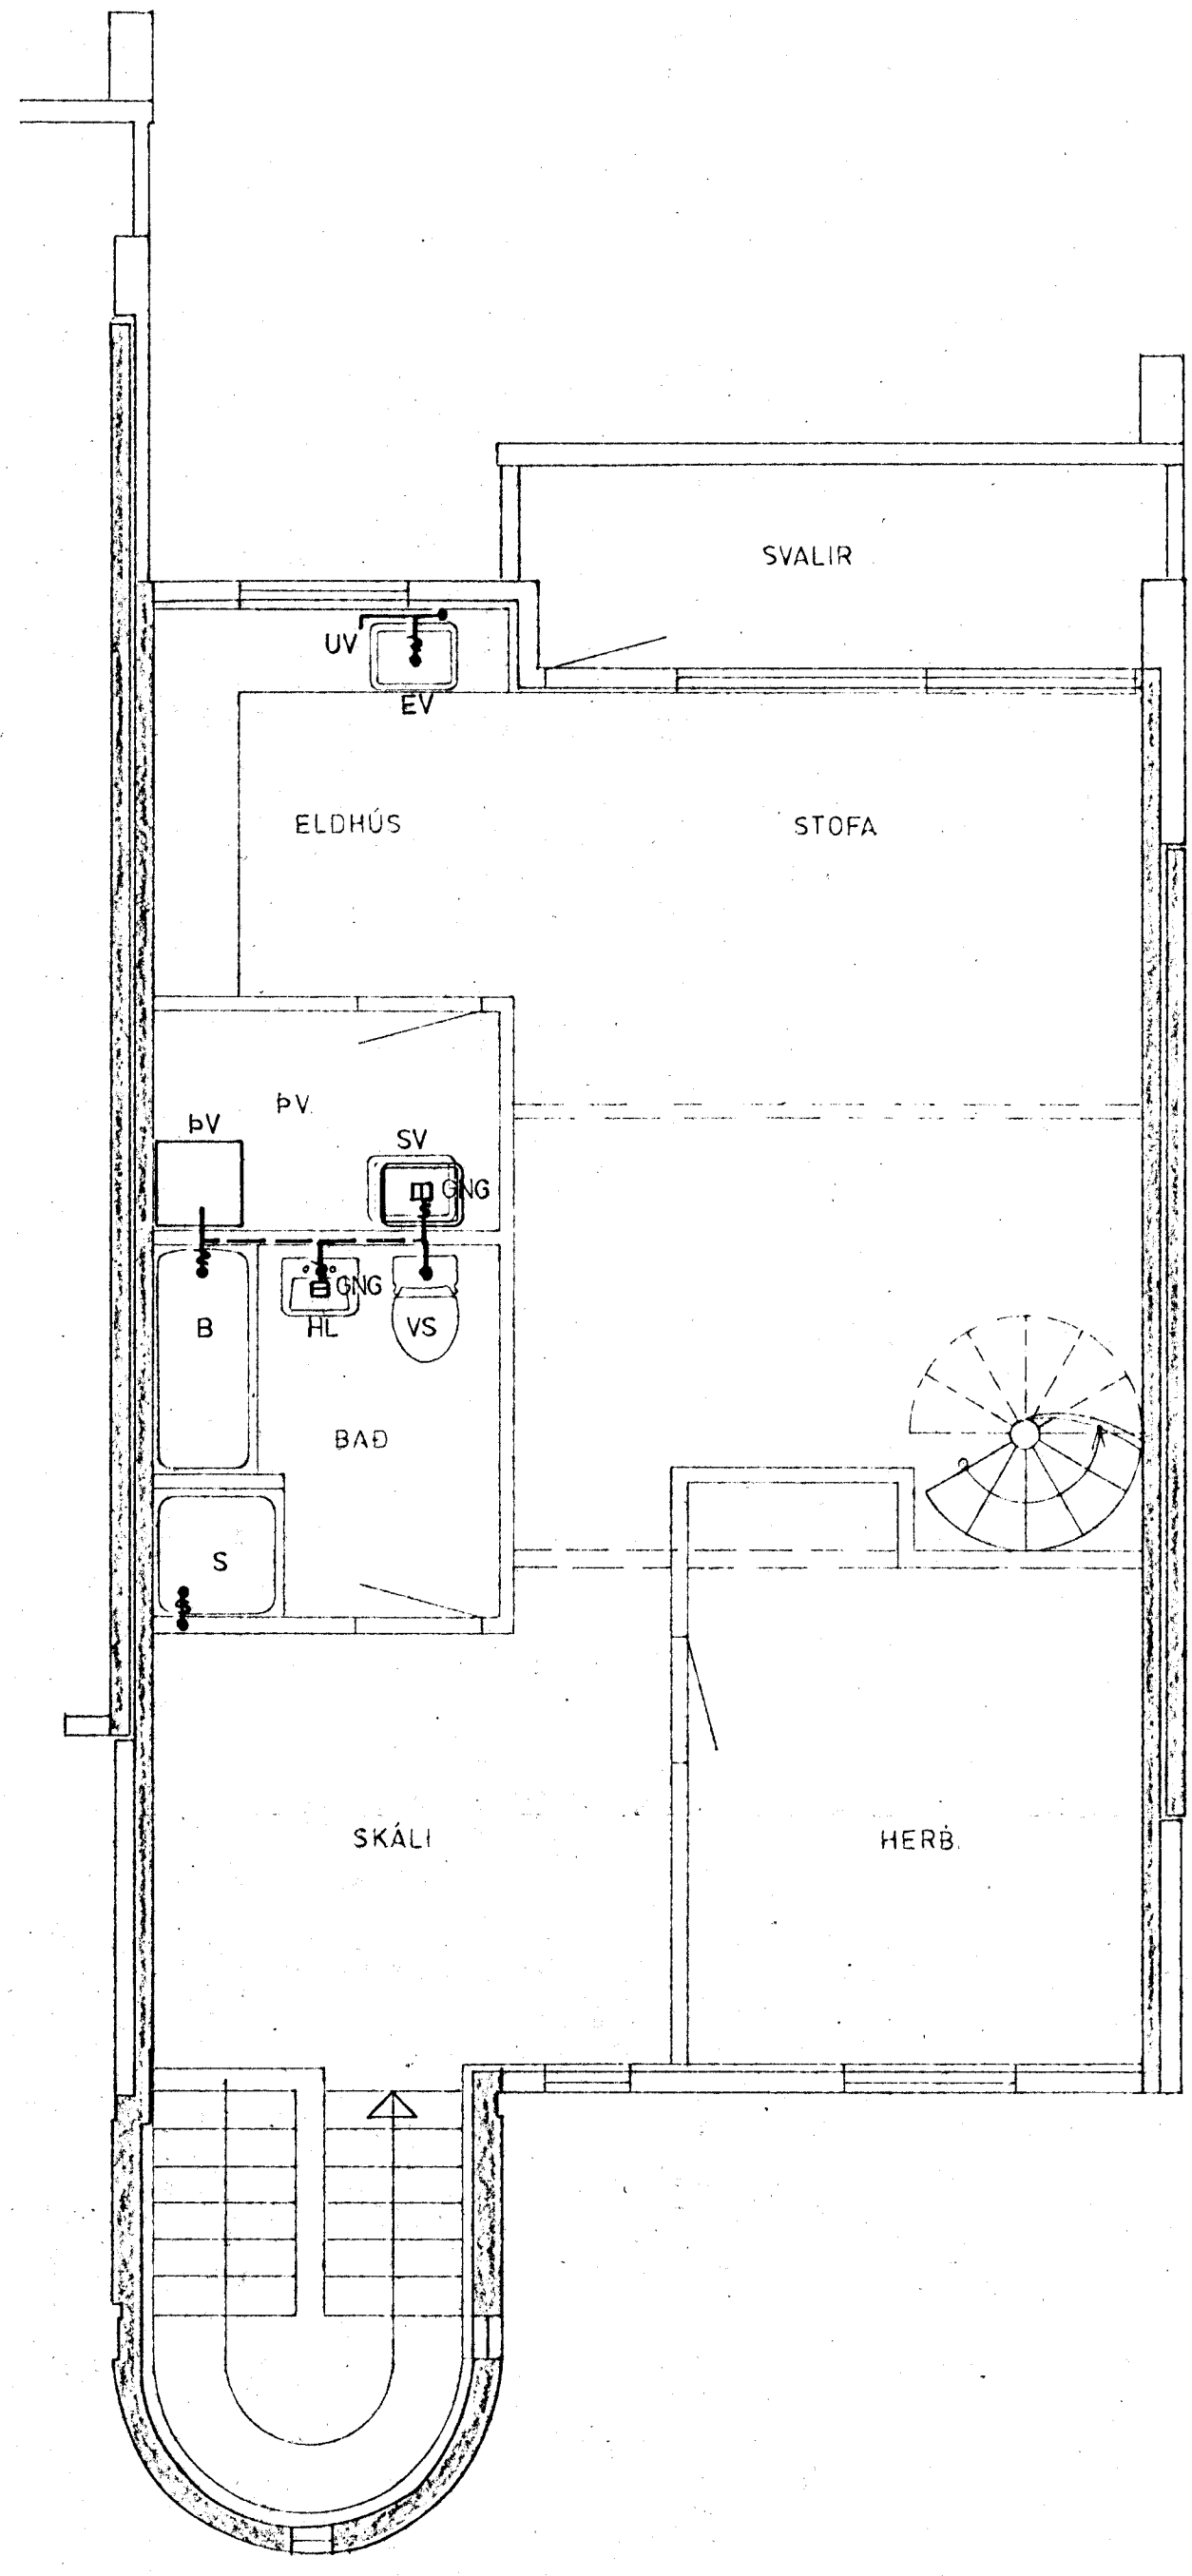 SVALIR
UV
EV
ELDHÚS
STOFA
ÞV
ÞV
SV
GNG
GNG
B
HL
VS
BAÐ
S
SKÁLI
HERB.